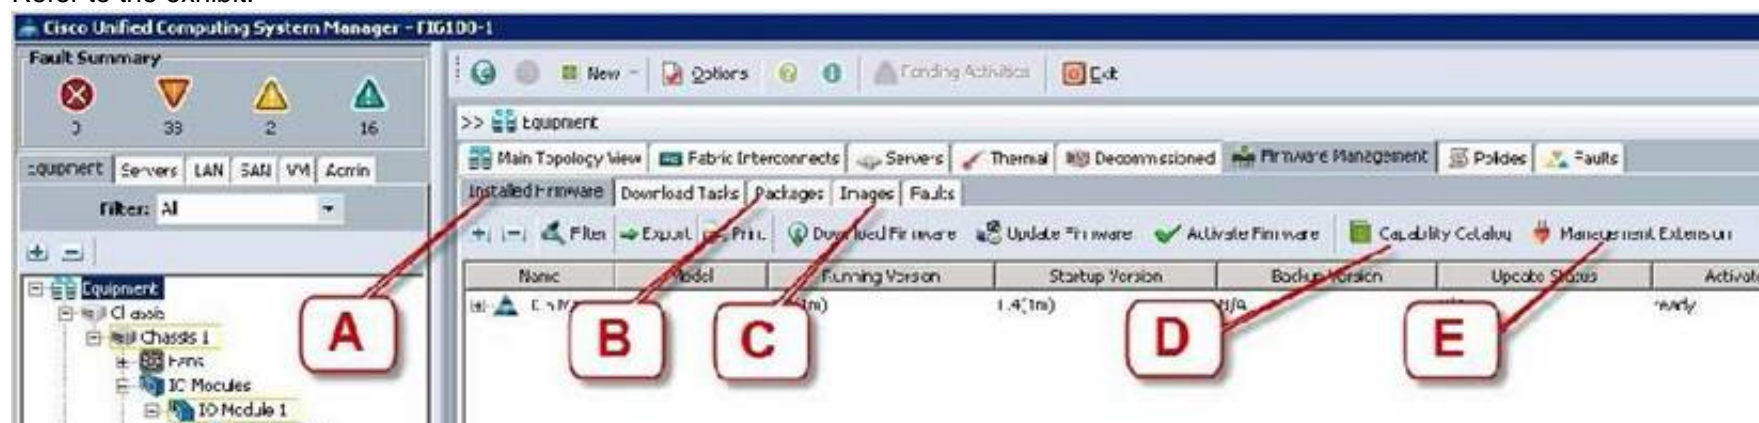 Refer to the exhibit.
Cisco Unified Computing System Manager - FIG100-1
Fault Summary
New
Options
Pending Activities
Exit
33 2 16
>> Equipment
Equipment Servers LAN SAN VM Admin
Main Topology View Fabric Interconnects Servers Thermal Decommissioned Firmware Management Policies Faults
Installed Firmware Download Tasks Packages Images Faults
Filter: All
Filter Export Print Download Firmware Update Firmware Activate Firmware Capability Catalog Management Extension
Name Model Running Version Startup Version Backup Version Update Status Activate
1.4(1m) N/A ready
Equipment
Chassis
Chassis 1
Fans
IO Modules
IO Module 1
A
B
C
D
E